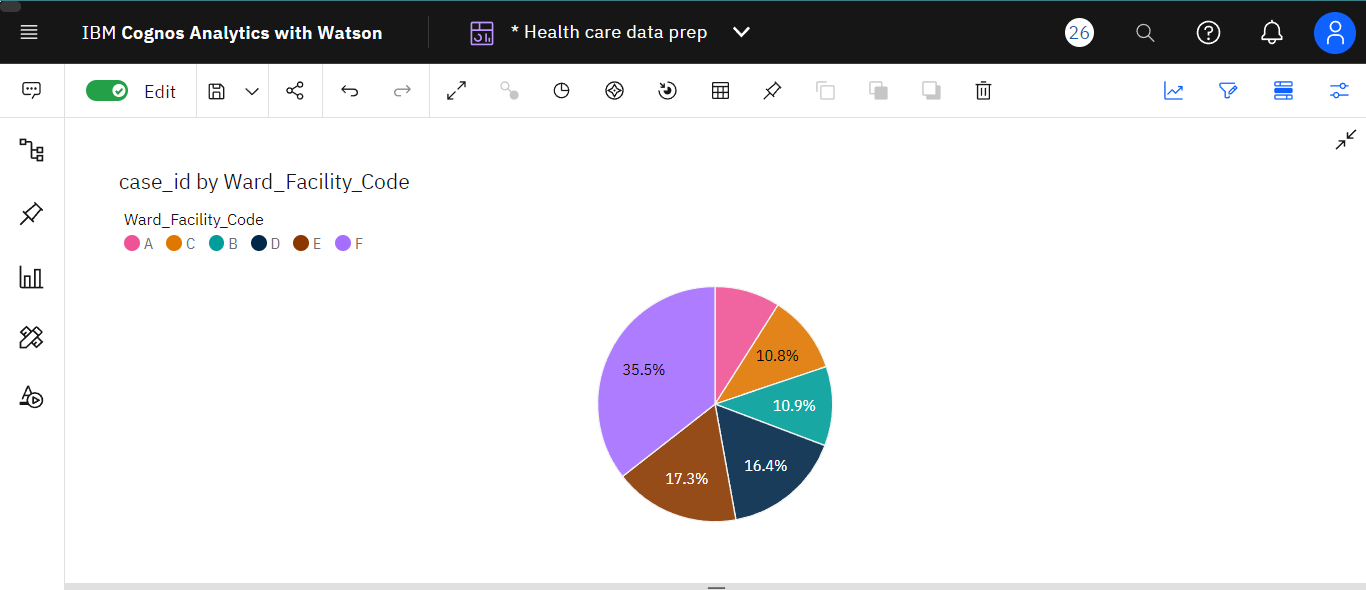 IBM Cognos Analytics with Watson
* Health care data prep
26
Edit
case_id by Ward_Facility_Code
Ward_Facility_Code
A C B D E F
10.8%
35.5%
10.9%
16.4%
17.3%